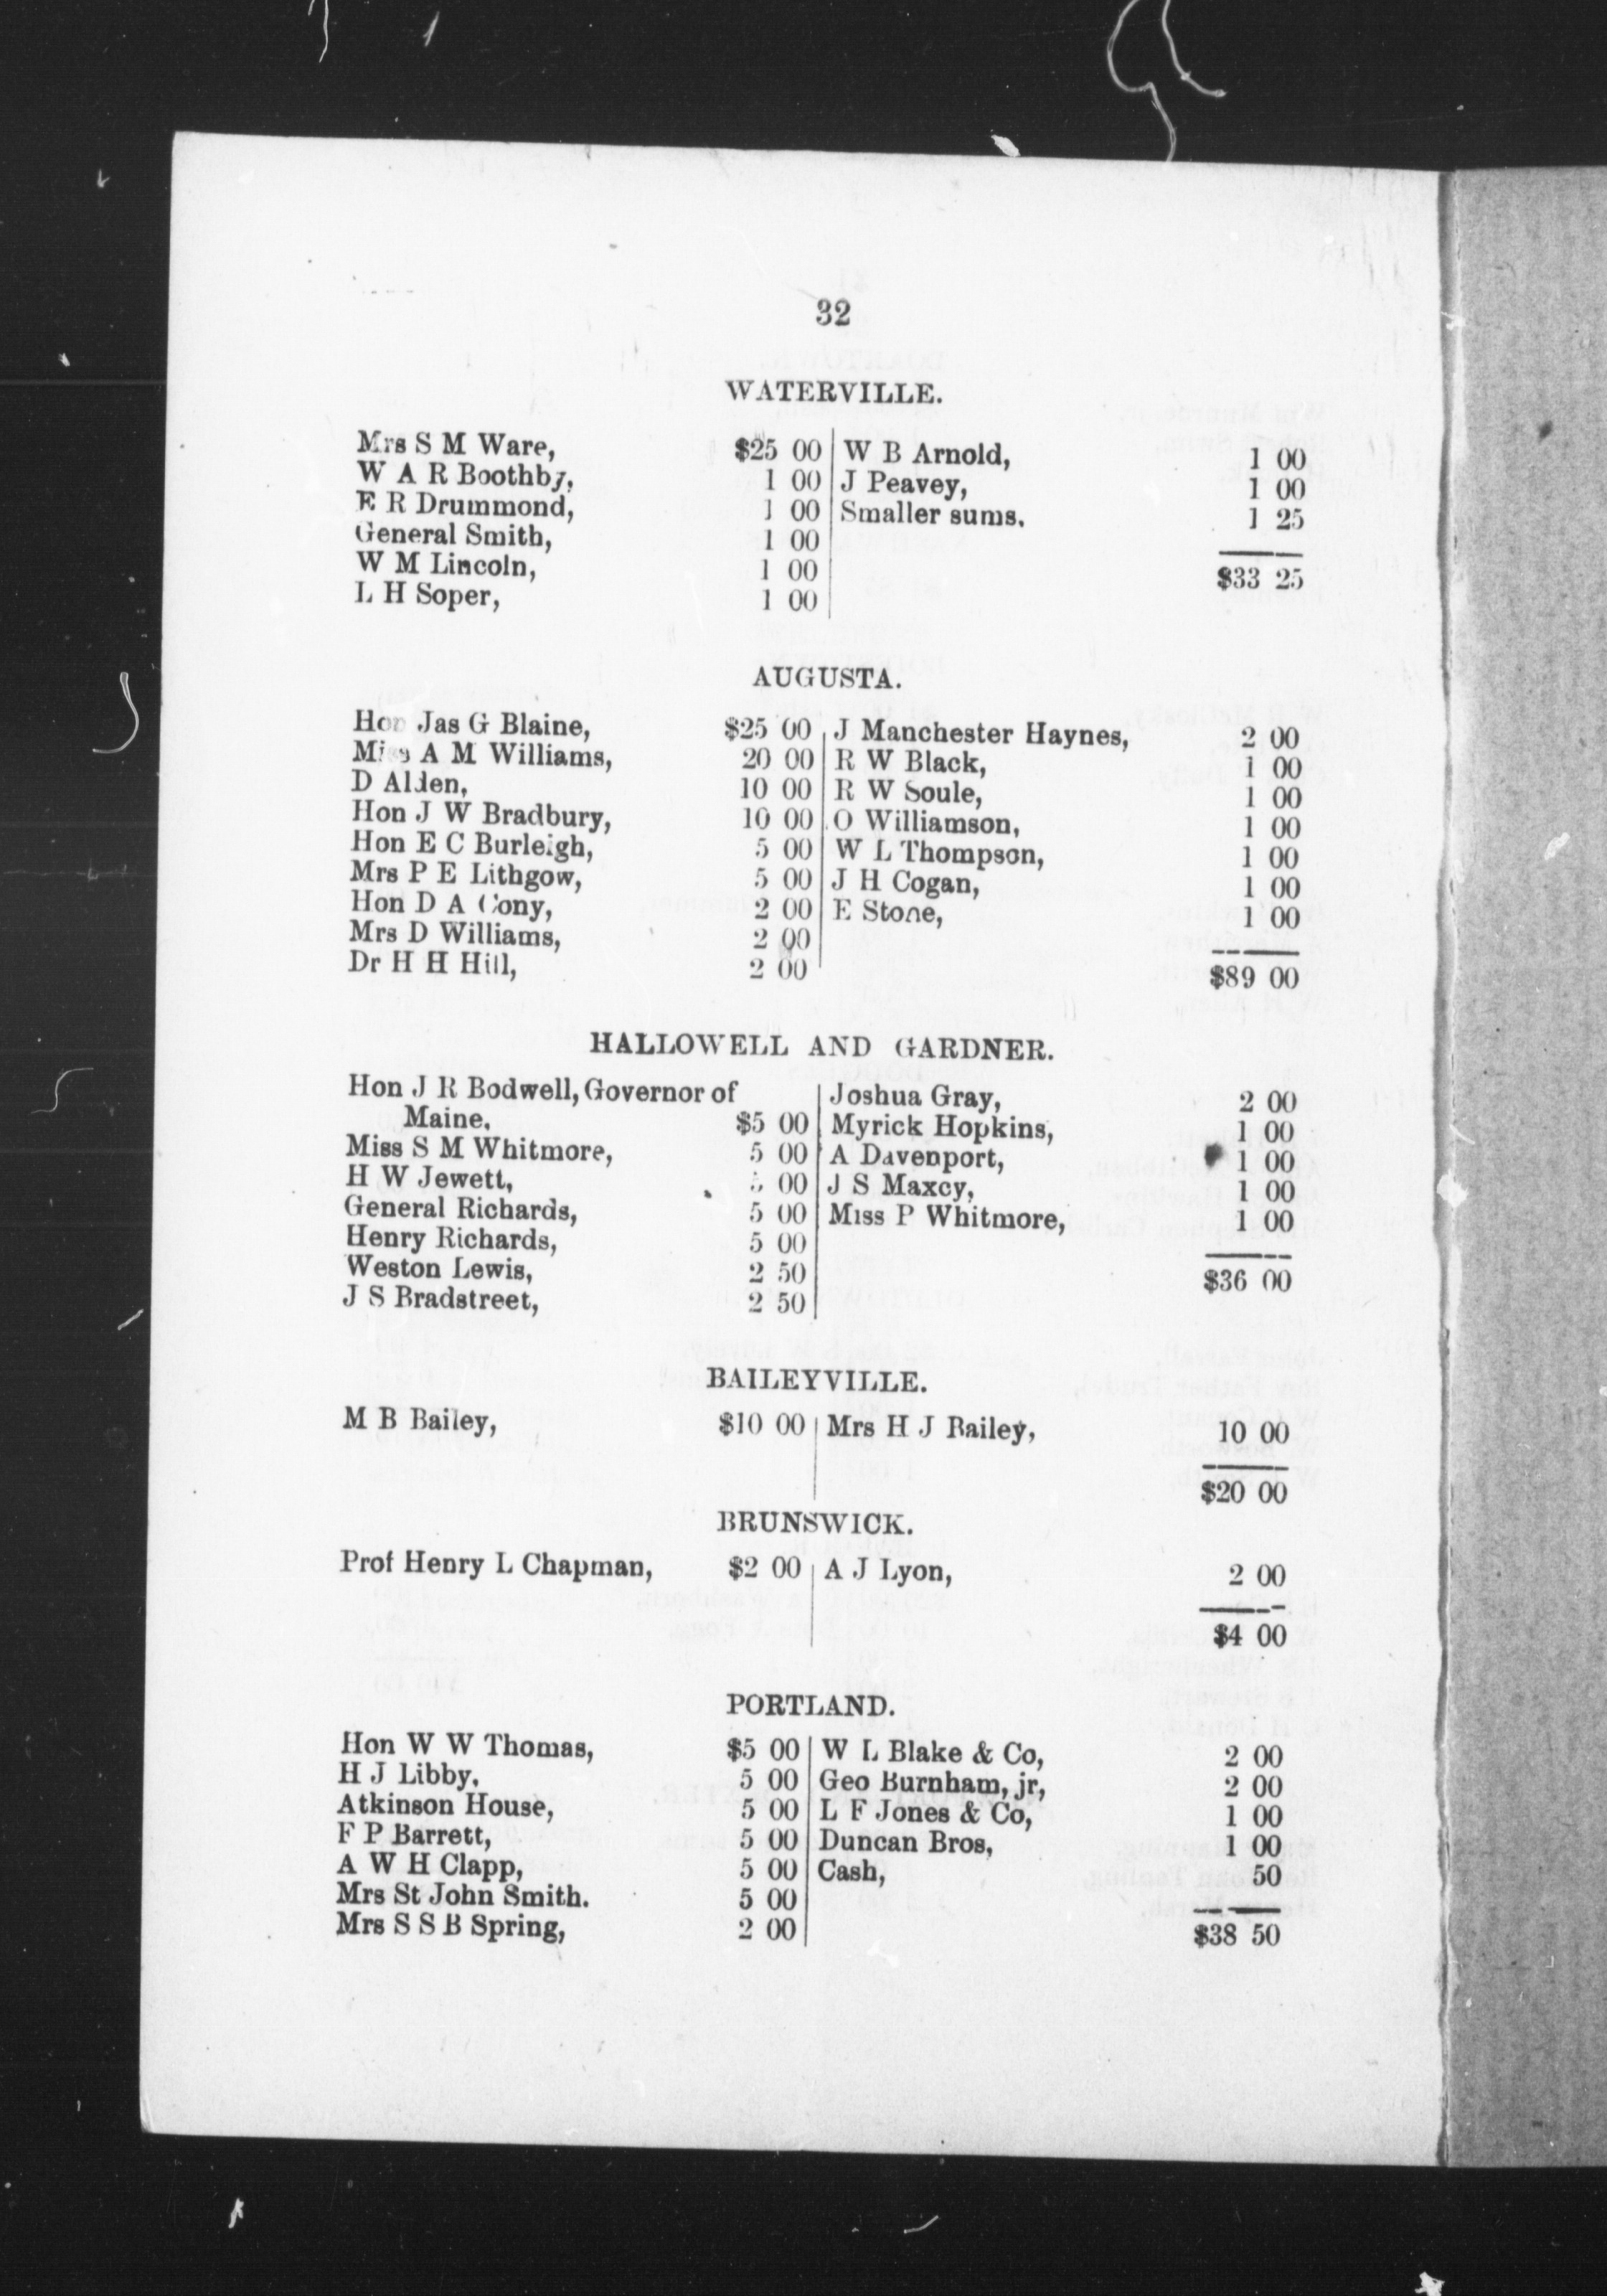 32
WATERVILLE.
Mrs S M Ware, $25 00
W A R Boothby, 1 00
E R Drummond, 1 00
General Smith, 1 00
W M Lincoln, 1 00
L H Soper, 1 00
W B Arnold, 1 00
J Peavey, 1 00
Smaller sums. 1 25
$33 25
AUGUSTA.
Hon Jas G Blaine, $25 00
Miss A M Williams, 20 00
D Alden, 10 00
Hon J W Bradbury, 10 00
Hon E C Burleigh, 5 00
Mrs P E Lithgow, 5 00
Hon D A Cony, 2 00
Mrs D Williams, 2 00
Dr H H Hill, 2 00
J Manchester Haynes, 2 00
R W Black, 1 00
R W Soule, 1 00
O Williamson, 1 00
W L Thompson, 1 00
J H Cogan, 1 00
E Stone, 1 00
$89 00
HALLOWELL AND GARDNER.
Hon J R Bodwell, Governor of
Maine. $5 00
Miss S M Whitmore, 5 00
H W Jewett, 5 00
General Richards, 5 00
Henry Richards, 5 00
Weston Lewis, 2 50
J S Bradstreet, 2 50
Joshua Gray, 2 00
Myrick Hopkins, 1 00
A Davenport, 1 00
J S Maxcy, 1 00
Miss P Whitmore, 1 00
$36 00
BAILEYVILLE.
M B Bailey, $10 00
Mrs H J Bailey, 10 00
$20 00
BRUNSWICK.
Prof Henry L Chapman, $2 00
A J Lyon, 2 00
$4 00
PORTLAND.
Hon W W Thomas, $5 00
H J Libby. 5 00
Atkinson House, 5 00
F P Barrett, 5 00
A W H Clapp, 5 00
Mrs St John Smith. 5 00
Mrs S S B Spring, 2 00
W L Blake & Co, 2 00
Geo Burnham, jr, 2 00
L F Jones & Co, 1 00
Duncan Bros, 1 00
Cash, 50
$38 50